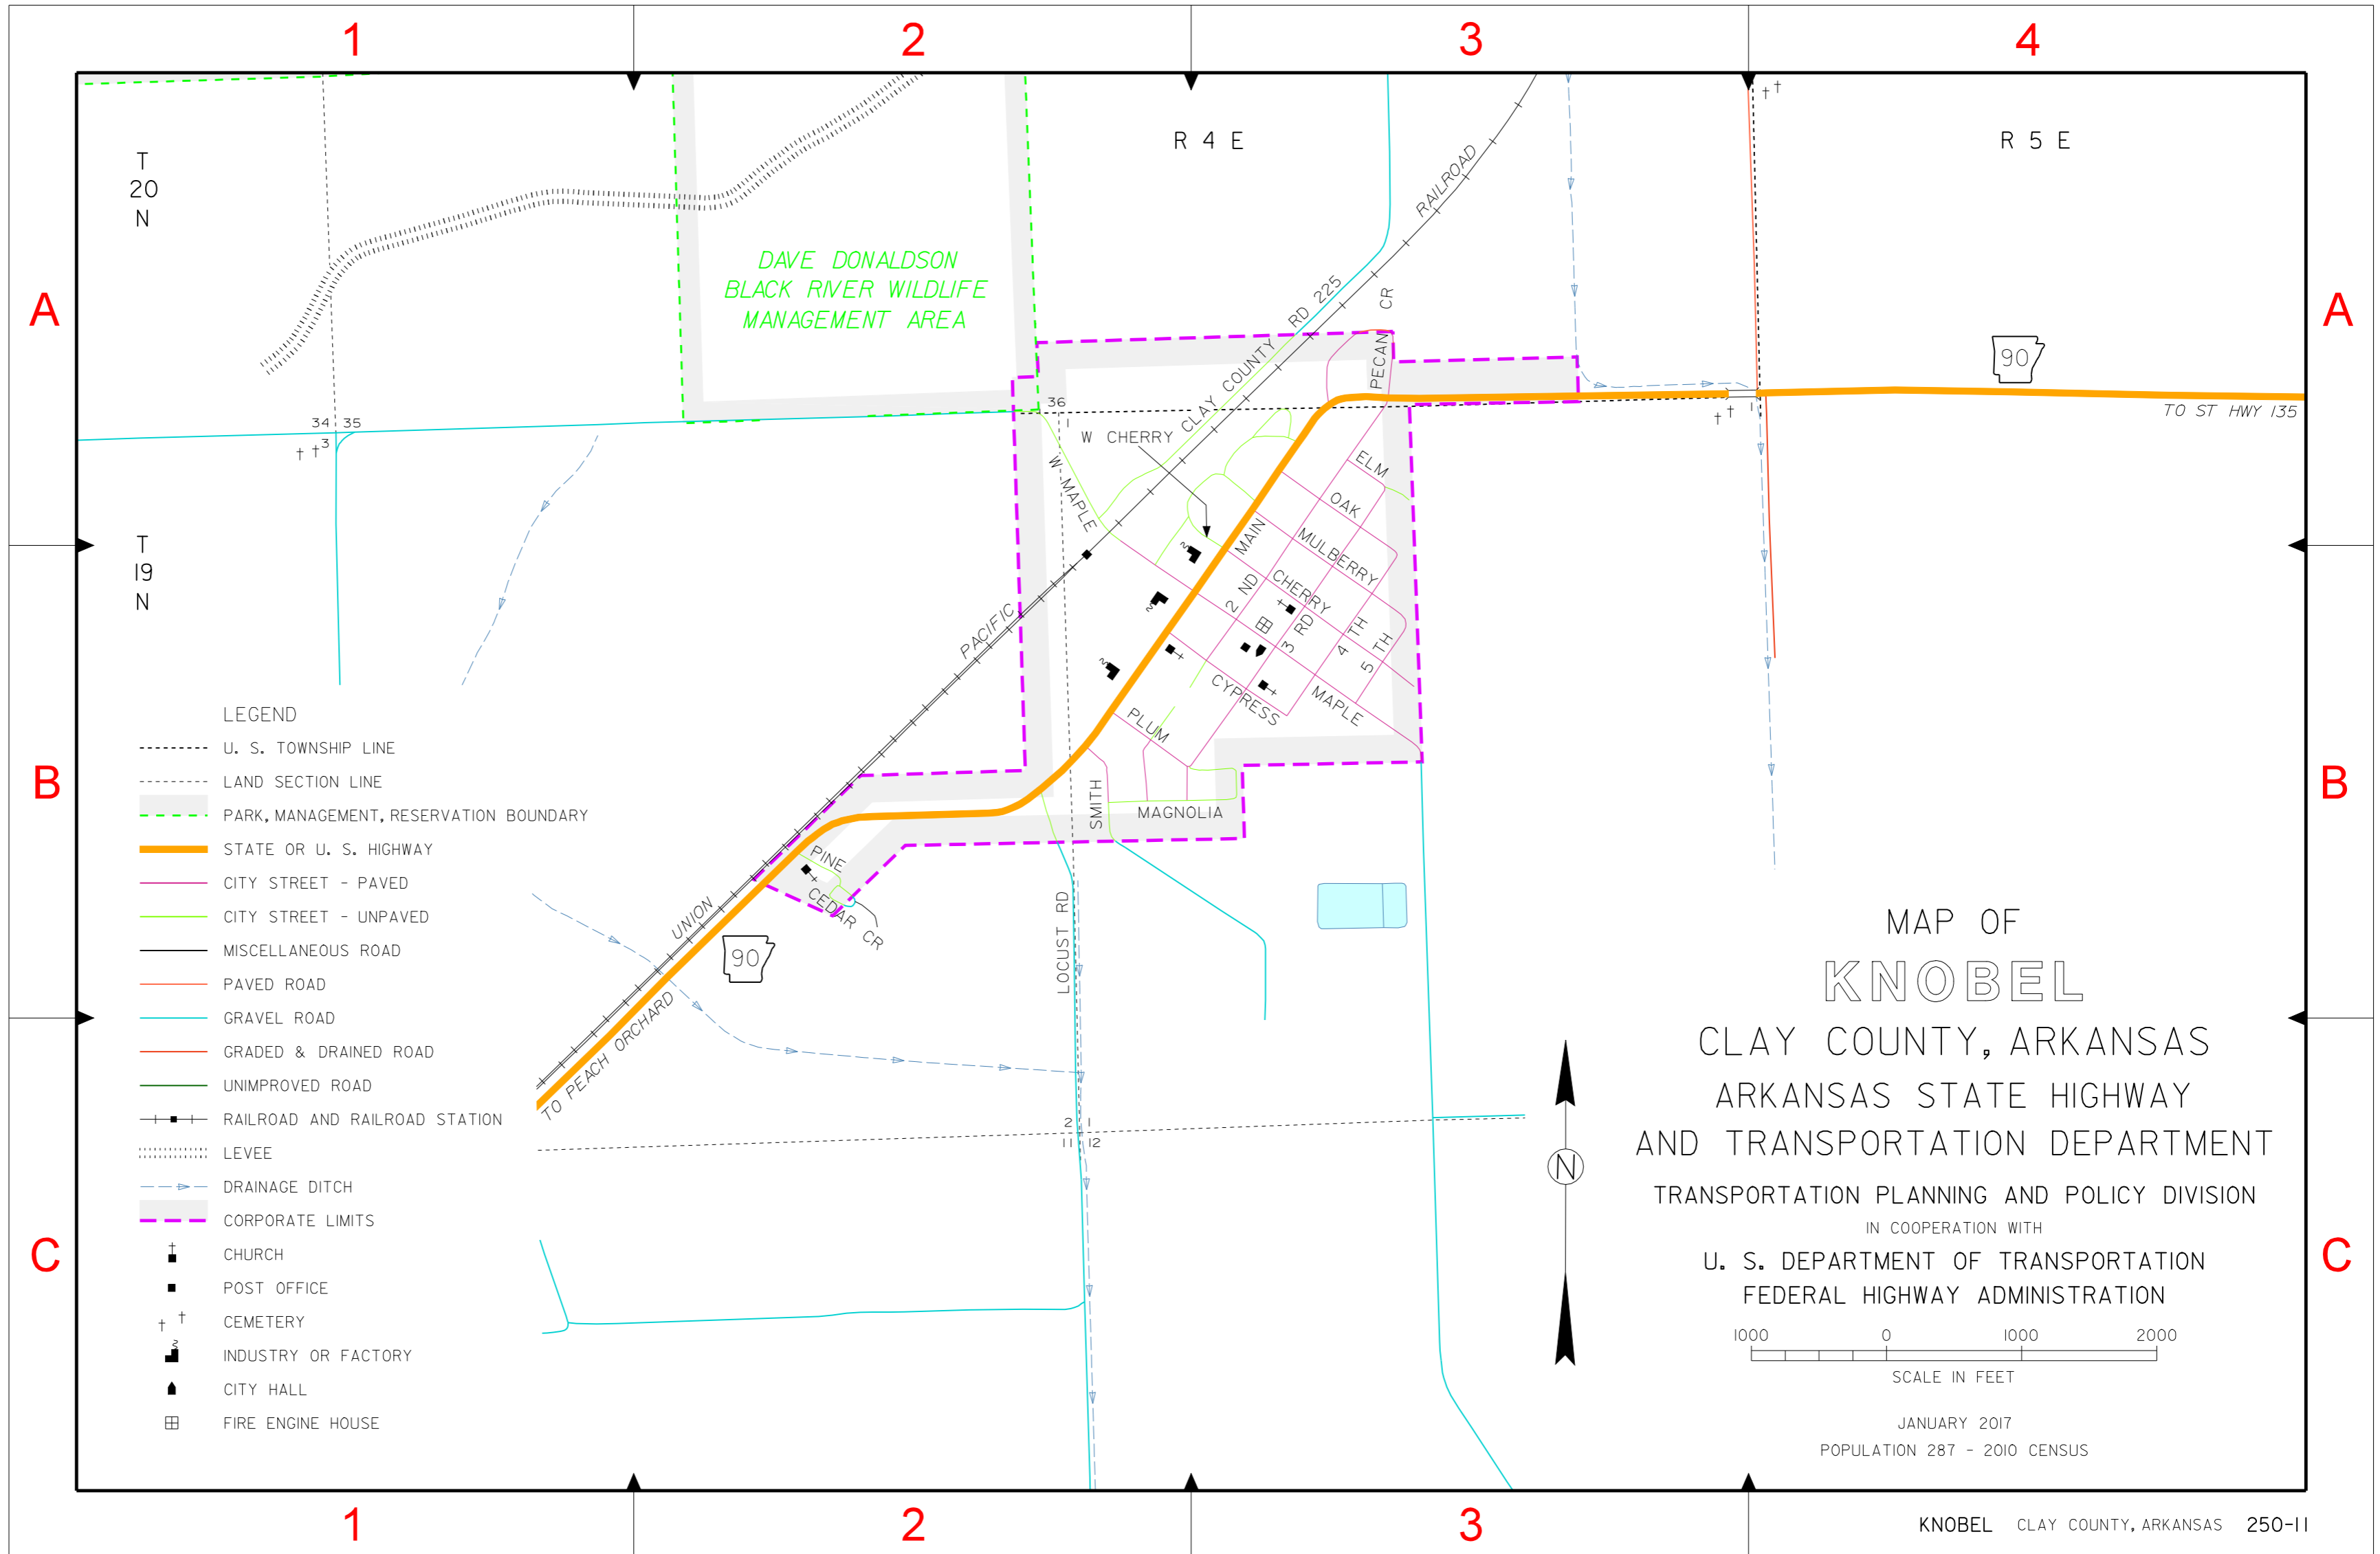 1 2 3 4
A A
B B
C C
T
20
N
R 4 E
R 5 E
DAVE DONALDSON
BLACK RIVER WILDLIFE
MANAGEMENT AREA
RAILROAD
CLAY COUNTY RD 225
PECAN CR
90
TO ST HWY 135
34 35
3
36
1
1
W CHERRY
W MAPLE
T
19
N
ELM
OAK
MULBERRY
MAIN
CHERRY
2 ND
3 RD
4 TH
5 TH
CYPRESS
MAPLE
PLUM
PACIFIC
SMITH
MAGNOLIA
PINE
CEDAR CR
UNION
90
LOCUST RD
TO PEACH ORCHARD
2 1
11 12
LEGEND
U. S. TOWNSHIP LINE
LAND SECTION LINE
PARK, MANAGEMENT, RESERVATION BOUNDARY
STATE OR U. S. HIGHWAY
CITY STREET - PAVED
CITY STREET - UNPAVED
MISCELLANEOUS ROAD
PAVED ROAD
GRAVEL ROAD
GRADED & DRAINED ROAD
UNIMPROVED ROAD
RAILROAD AND RAILROAD STATION
LEVEE
DRAINAGE DITCH
CORPORATE LIMITS
CHURCH
POST OFFICE
CEMETERY
INDUSTRY OR FACTORY
CITY HALL
FIRE ENGINE HOUSE
MAP OF
KNOBEL
CLAY COUNTY, ARKANSAS
ARKANSAS STATE HIGHWAY
AND TRANSPORTATION DEPARTMENT
TRANSPORTATION PLANNING AND POLICY DIVISION
IN COOPERATION WITH
U. S. DEPARTMENT OF TRANSPORTATION
FEDERAL HIGHWAY ADMINISTRATION
1000 0 1000 2000
SCALE IN FEET
JANUARY 2017
POPULATION 287 - 2010 CENSUS
N
1 2 3
KNOBEL CLAY COUNTY, ARKANSAS 250-11